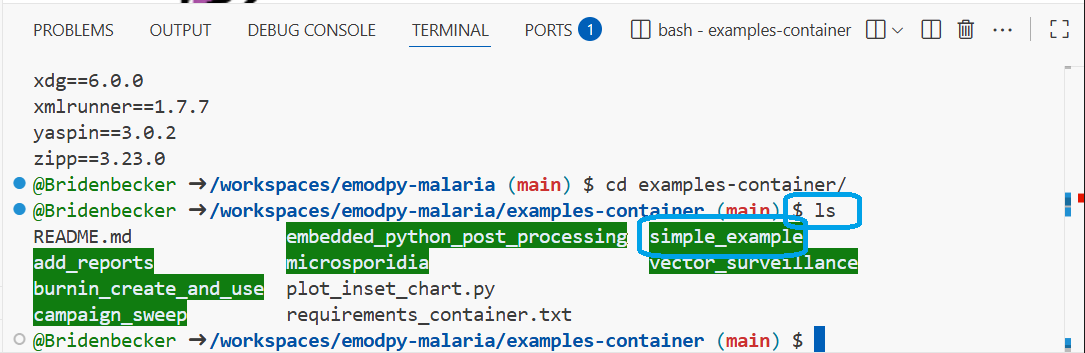 PROBLEMS OUTPUT DEBUG CONSOLE TERMINAL PORTS 1 bash - examples-container
xdg==6.0.0
xmlrunner==1.7.7
yaspin==3.0.2
zipp==3.23.0
@Bridenbecker ➜/workspaces/emodpy-malaria (main) $ cd examples-container/
@Bridenbecker ➜/workspaces/emodpy-malaria/examples-container (main) $ ls
README.md embedded_python_post_processing simple_example
add_reports microsporidia vector_surveillance
burnin_create_and_use plot_inset_chart.py
campaign_sweep requirements_container.txt
@Bridenbecker ➜/workspaces/emodpy-malaria/examples-container (main) $